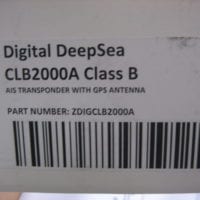 Digital DeepSea
CLB2000A Class B
AIS TRANSPONDER WITH GPS ANTENNA
PART NUMBER: ZDIGCLB2000A